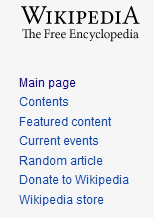 WIKIPEDIA
The Free Encyclopedia
Main page
Contents
Featured content
Current events
Random article
Donate to Wikipedia
Wikipedia store